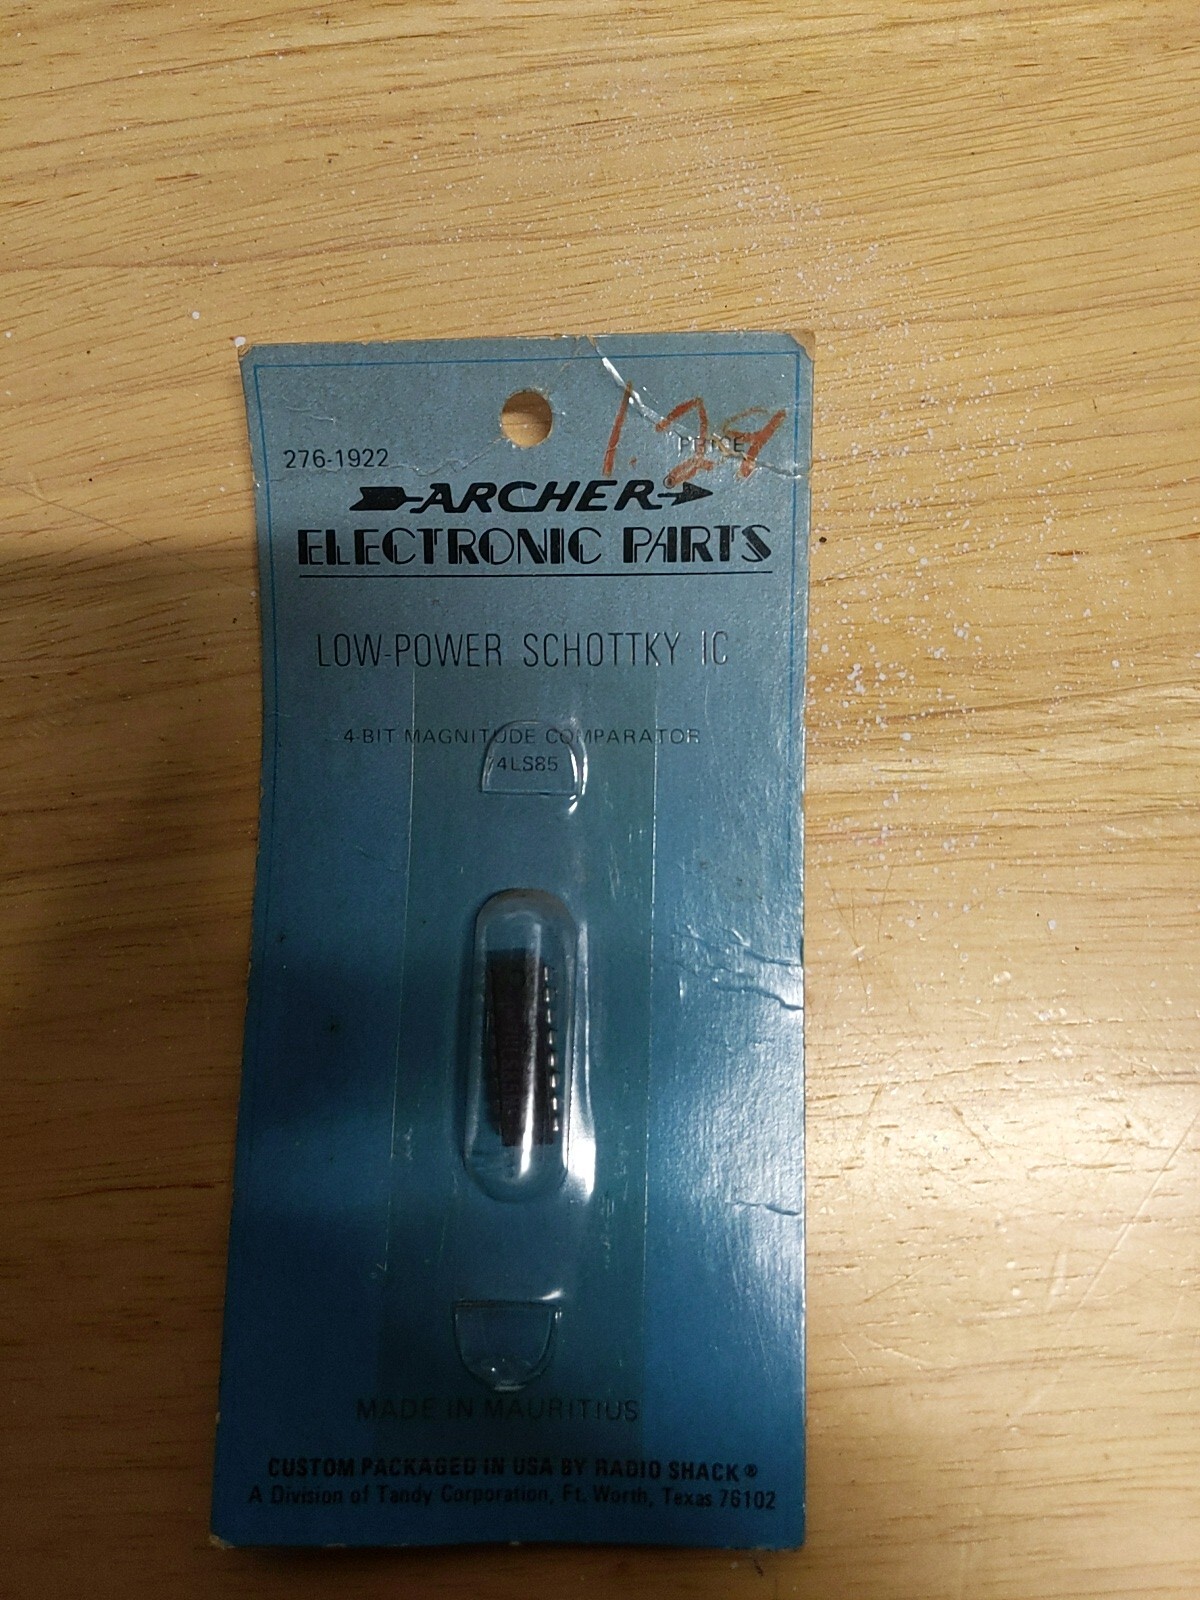 276-1922
PRICE
1.29
ARCHER
ELECTRONIC PARTS
LOW-POWER SCHOTTKY IC
4-BIT MAGNITUDE COMPARATOR
74LS85
MADE IN MAURITIUS
CUSTOM PACKAGED IN USA BY RADIO SHACK®
A Division of Tandy Corporation, Ft. Worth, Texas 76102